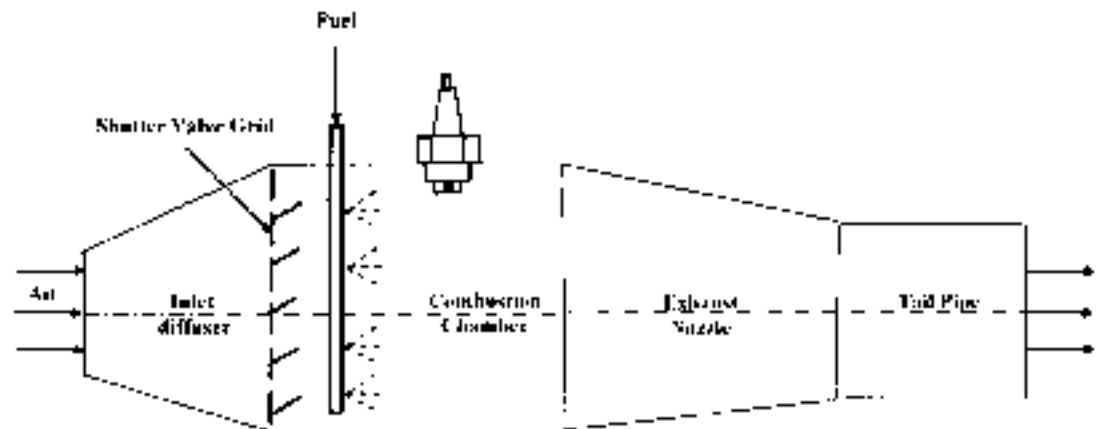 Fuel
Shutter Valve Grid
Air
Inlet
diffuser
Combustion
Chamber
Exhaust
Nozzle
Tail Pipe